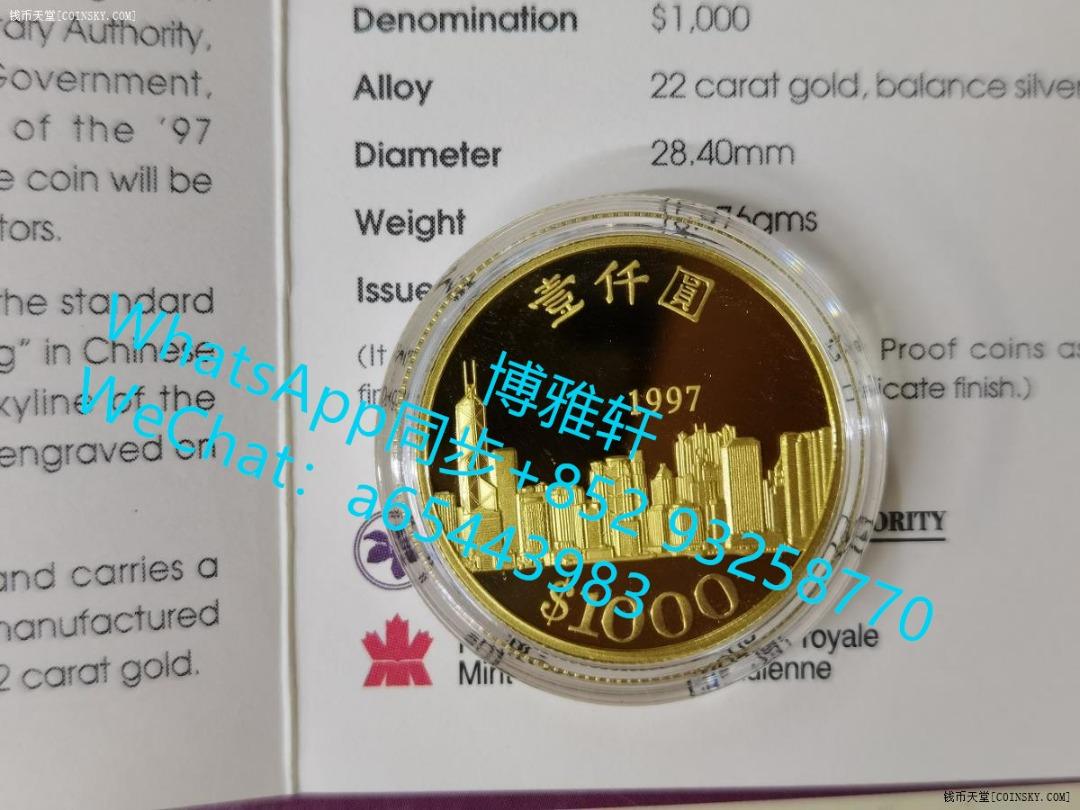 钱币天堂[COINSKY.COM]
ary Authority,
Government,
of the '97
coin will be
tors.
the standard
g" in Chinese
kyline of the
engraved on
and carries a
manufactured
2 carat gold.
Denomination $1,000
Alloy 22 carat gold, balance silver
Diameter 28.40mm
Weight 76gms
Issue
(It
Proof coins as
icate finish.)
壹仟圓
1997
$1000
ORITY
Mint
royale
WhatsApp同步+852 93258770
WeChat：a65443983
博雅轩
钱币天堂[COINSKY.COM]